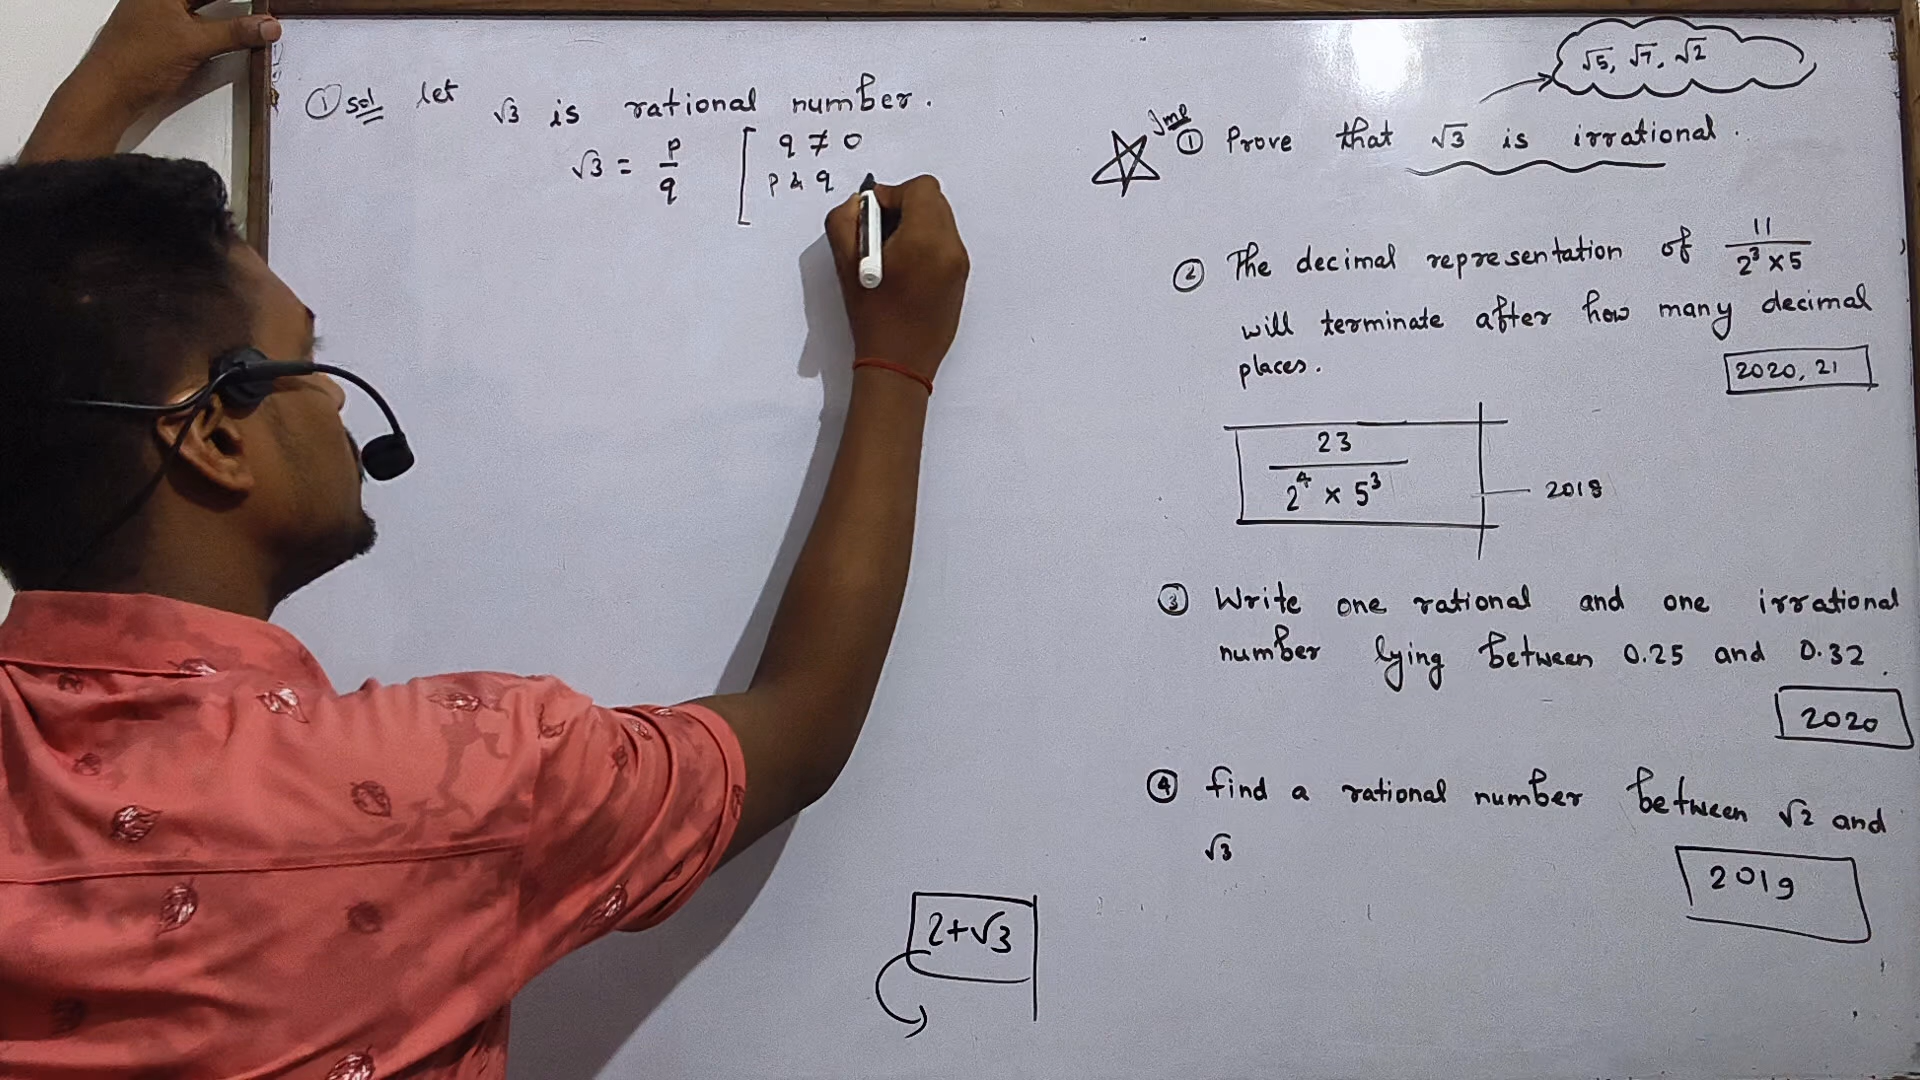 ① Sol let √3 is rational number.
√3 = p/q [ q ≠ 0
p & q
√5, √7, √2
Imp
① Prove that √3 is irrational.
② The decimal representation of 11/(2³ × 5)
will terminate after how many decimal
places.
2020, 21
23/(2⁴ × 5³)
2018
③ Write one rational and one irrational
number lying between 0.25 and 0.32.
2020
④ find a rational number between √2 and
√3
2019
2+√3